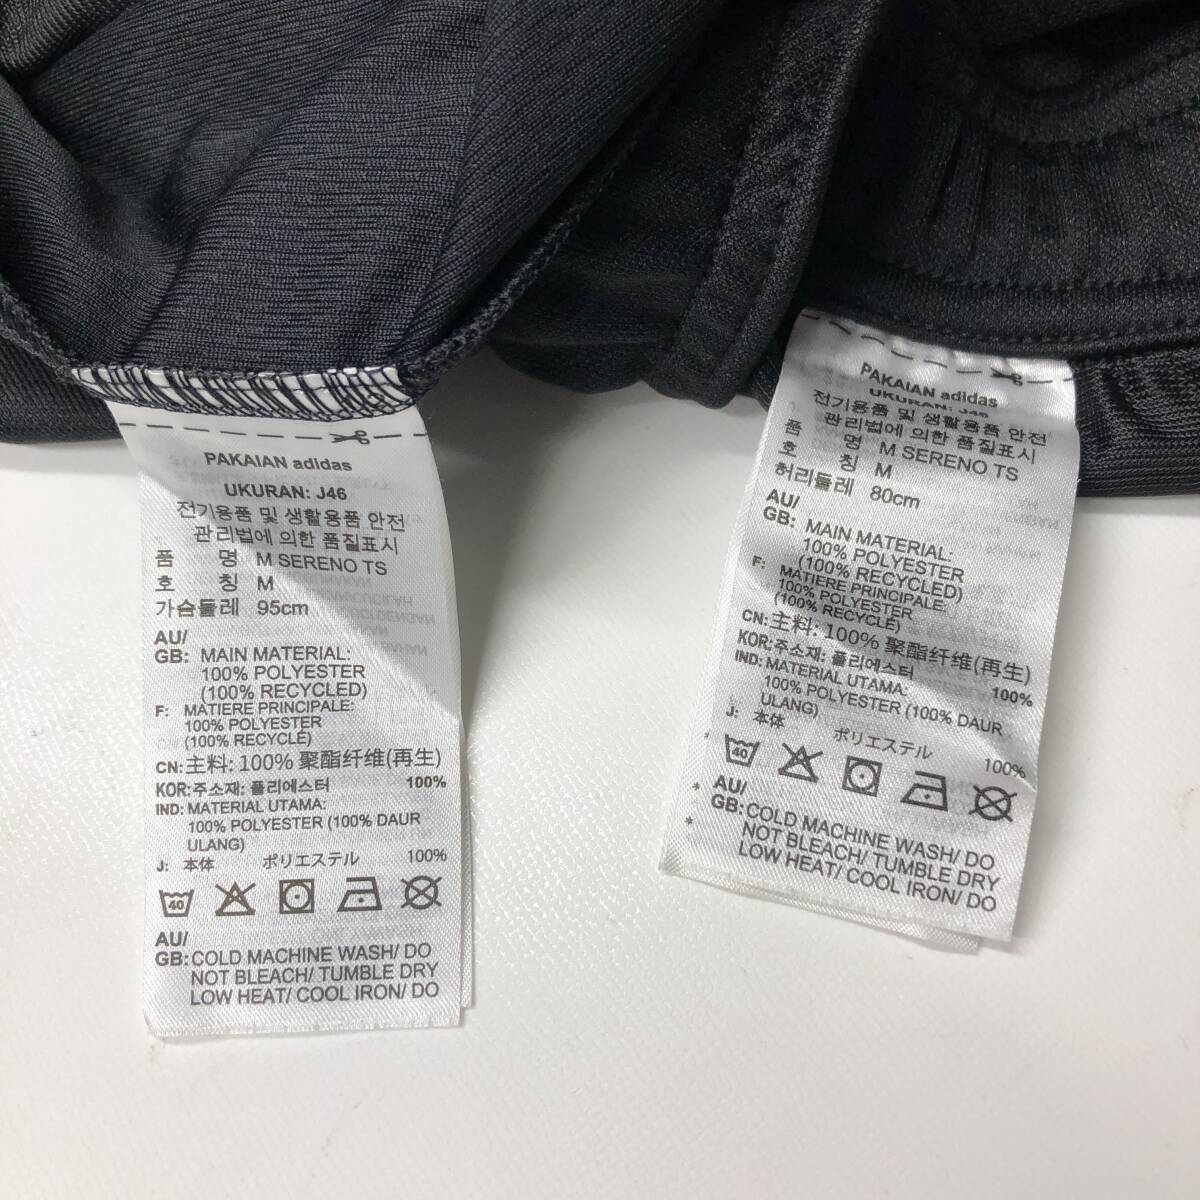 PAKAIAN adidas
UKURAN: J46
전기용품 및 생활용품 안전
관리법에 의한 품질표시
품 명 M SERENO TS
호 칭 M
가슴둘레 95cm
AU/
GB: MAIN MATERIAL:
100% POLYESTER
(100% RECYCLED)
F: MATIERE PRINCIPALE:
100% POLYESTER
(100% RECYCLÉ)
CN: 主料: 100% 聚酯纤维(再生)
KOR: 주소재: 폴리에스터 100%
IND: MATERIAL UTAMA:
100% POLYESTER (100% DAUR
ULANG)
J: 本体 ポリエステル 100%
40
AU/
GB: COLD MACHINE WASH/ DO
NOT BLEACH/ TUMBLE DRY
LOW HEAT/ COOL IRON/ DO
PAKAIAN adidas
UKURAN: J46
전기용품 및 생활용품 안전
관리법에 의한 품질표시
품 명 M SERENO TS
호 칭 M
허리둘레 80cm
AU/
GB: MAIN MATERIAL:
100% POLYESTER
(100% RECYCLED)
F: MATIERE PRINCIPALE:
100% POLYESTER
(100% RECYCLÉ)
CN: 主料: 100% 聚酯纤维(再生)
KOR: 주소재: 폴리에스터 100%
IND: MATERIAL UTAMA:
100% POLYESTER (100% DAUR
ULANG)
J: 本体 ポリエステル 100%
40
* AU/
GB: COLD MACHINE WASH/ DO
* NOT BLEACH/ TUMBLE DRY
LOW HEAT/ COOL IRON/ DO